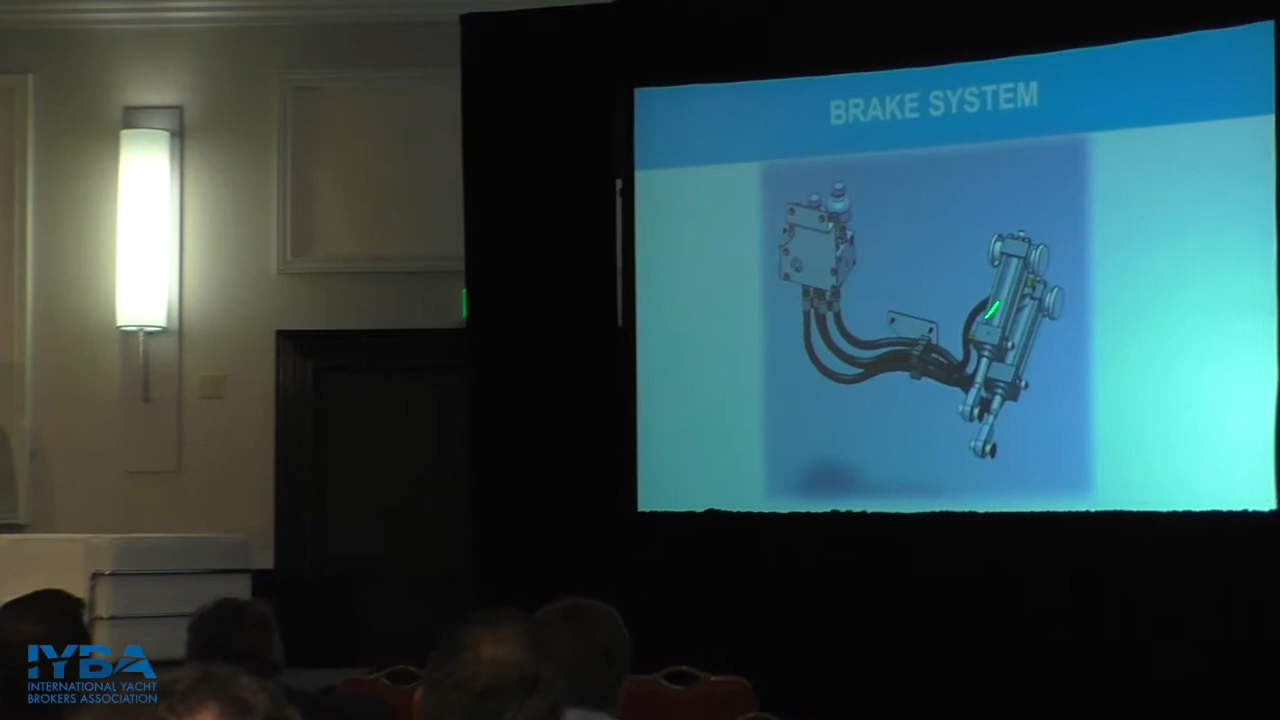 BRAKE SYSTEM
IYBA
INTERNATIONAL YACHT
BROKERS ASSOCIATION